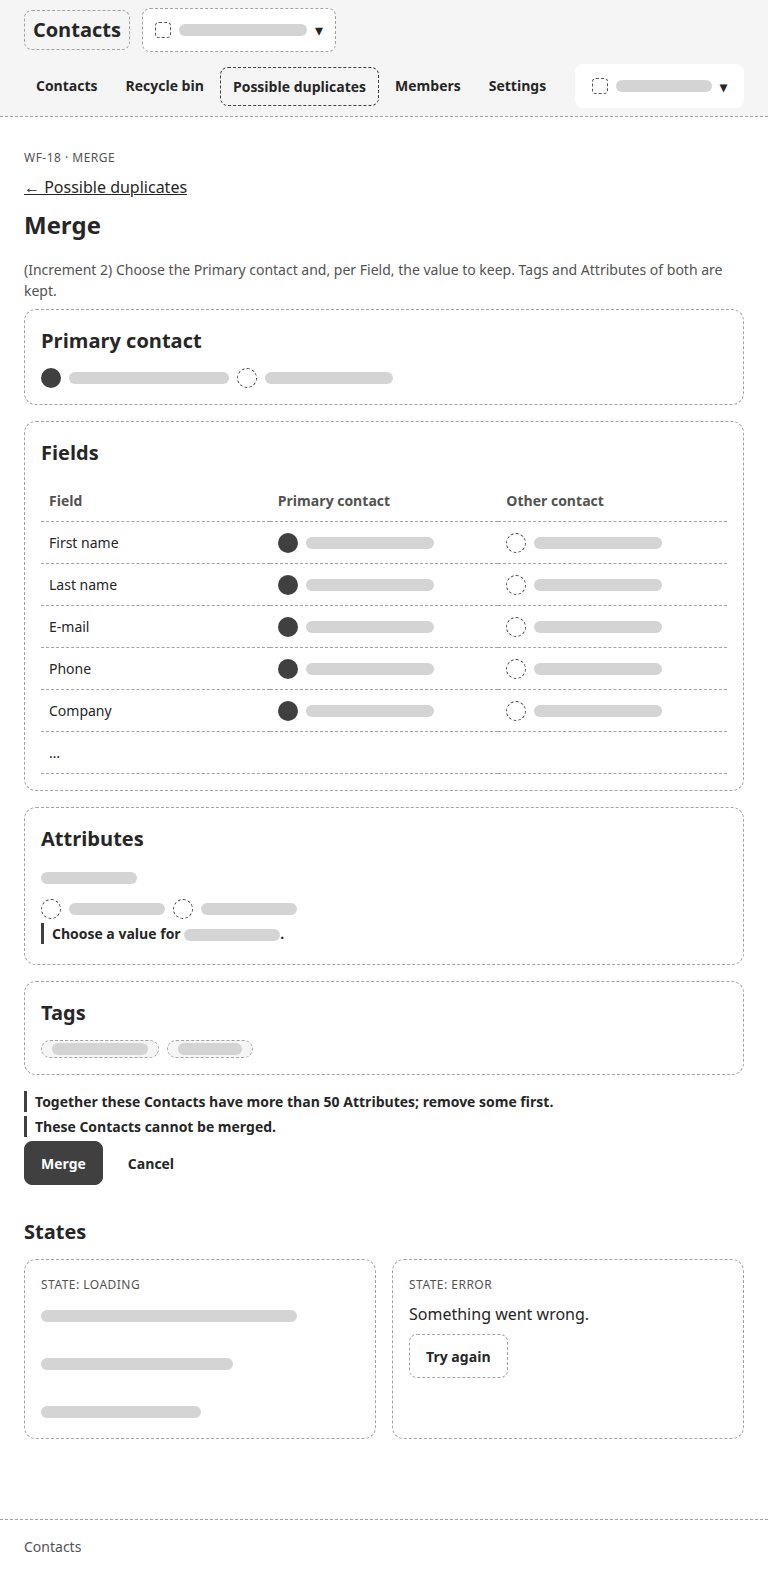 Contacts
▾
Contacts Recycle bin Possible duplicates Members Settings ▾
WF-18 · MERGE
← Possible duplicates
Merge
(Increment 2) Choose the Primary contact and, per Field, the value to keep. Tags and Attributes of both are
kept.
Primary contact
Fields
Field Primary contact Other contact
First name
Last name
E-mail
Phone
Company
...
Attributes
Choose a value for .
Tags
Together these Contacts have more than 50 Attributes; remove some first.
These Contacts cannot be merged.
Merge Cancel
States
STATE: LOADING
STATE: ERROR
Something went wrong.
Try again
Contacts